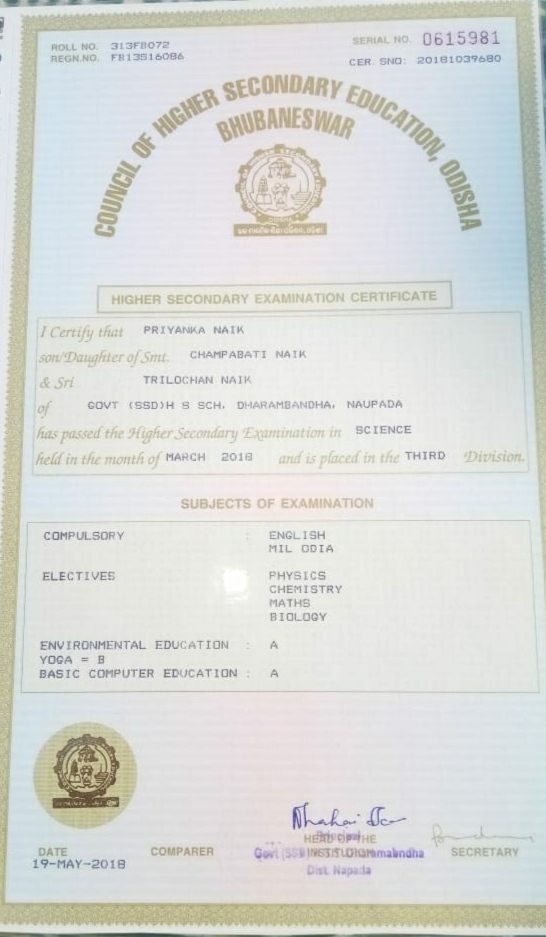 ROLL NO. 313FB072
REGN.NO. FB13S16086
SERIAL NO. 0615981
CER. SNO: 20181039680
COUNCIL OF HIGHER SECONDARY EDUCATION, ODISHA
BHUBANESWAR
HIGHER SECONDARY EXAMINATION CERTIFICATE
I Certify that PRIYANKA NAIK
son/Daughter of Smt. CHAMPABATI NAIK
& Sri TRILOCHAN NAIK
of GOVT (SSD)H S SCH, DHARAMBANDHA, NAUPADA
has passed the Higher Secondary Examination in SCIENCE
held in the month of MARCH 2018 and is placed in the THIRD Division.
SUBJECTS OF EXAMINATION
COMPULSORY : ENGLISH
MIL ODIA
ELECTIVES : PHYSICS
CHEMISTRY
MATHS
BIOLOGY
ENVIRONMENTAL EDUCATION : A
YOGA = B
BASIC COMPUTER EDUCATION : A
DATE
19-MAY-2018
COMPARER
Principal
HEAD OF THE
INSTITUTION
Dist. Napada
SECRETARY